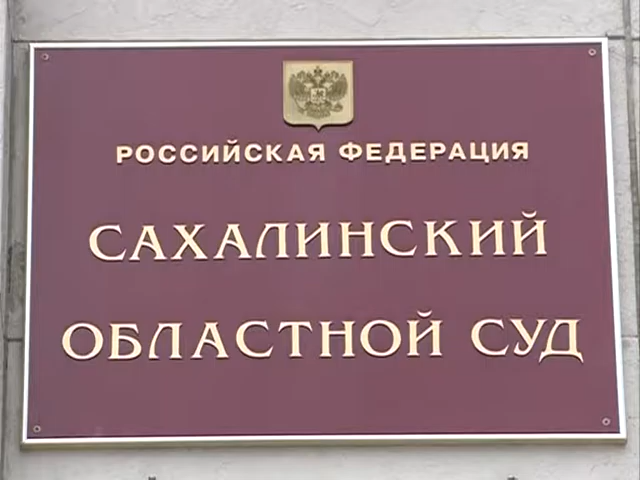 РОССИЙСКАЯ ФЕДЕРАЦИЯ
САХАЛИНСКИЙ
ОБЛАСТНОЙ СУД